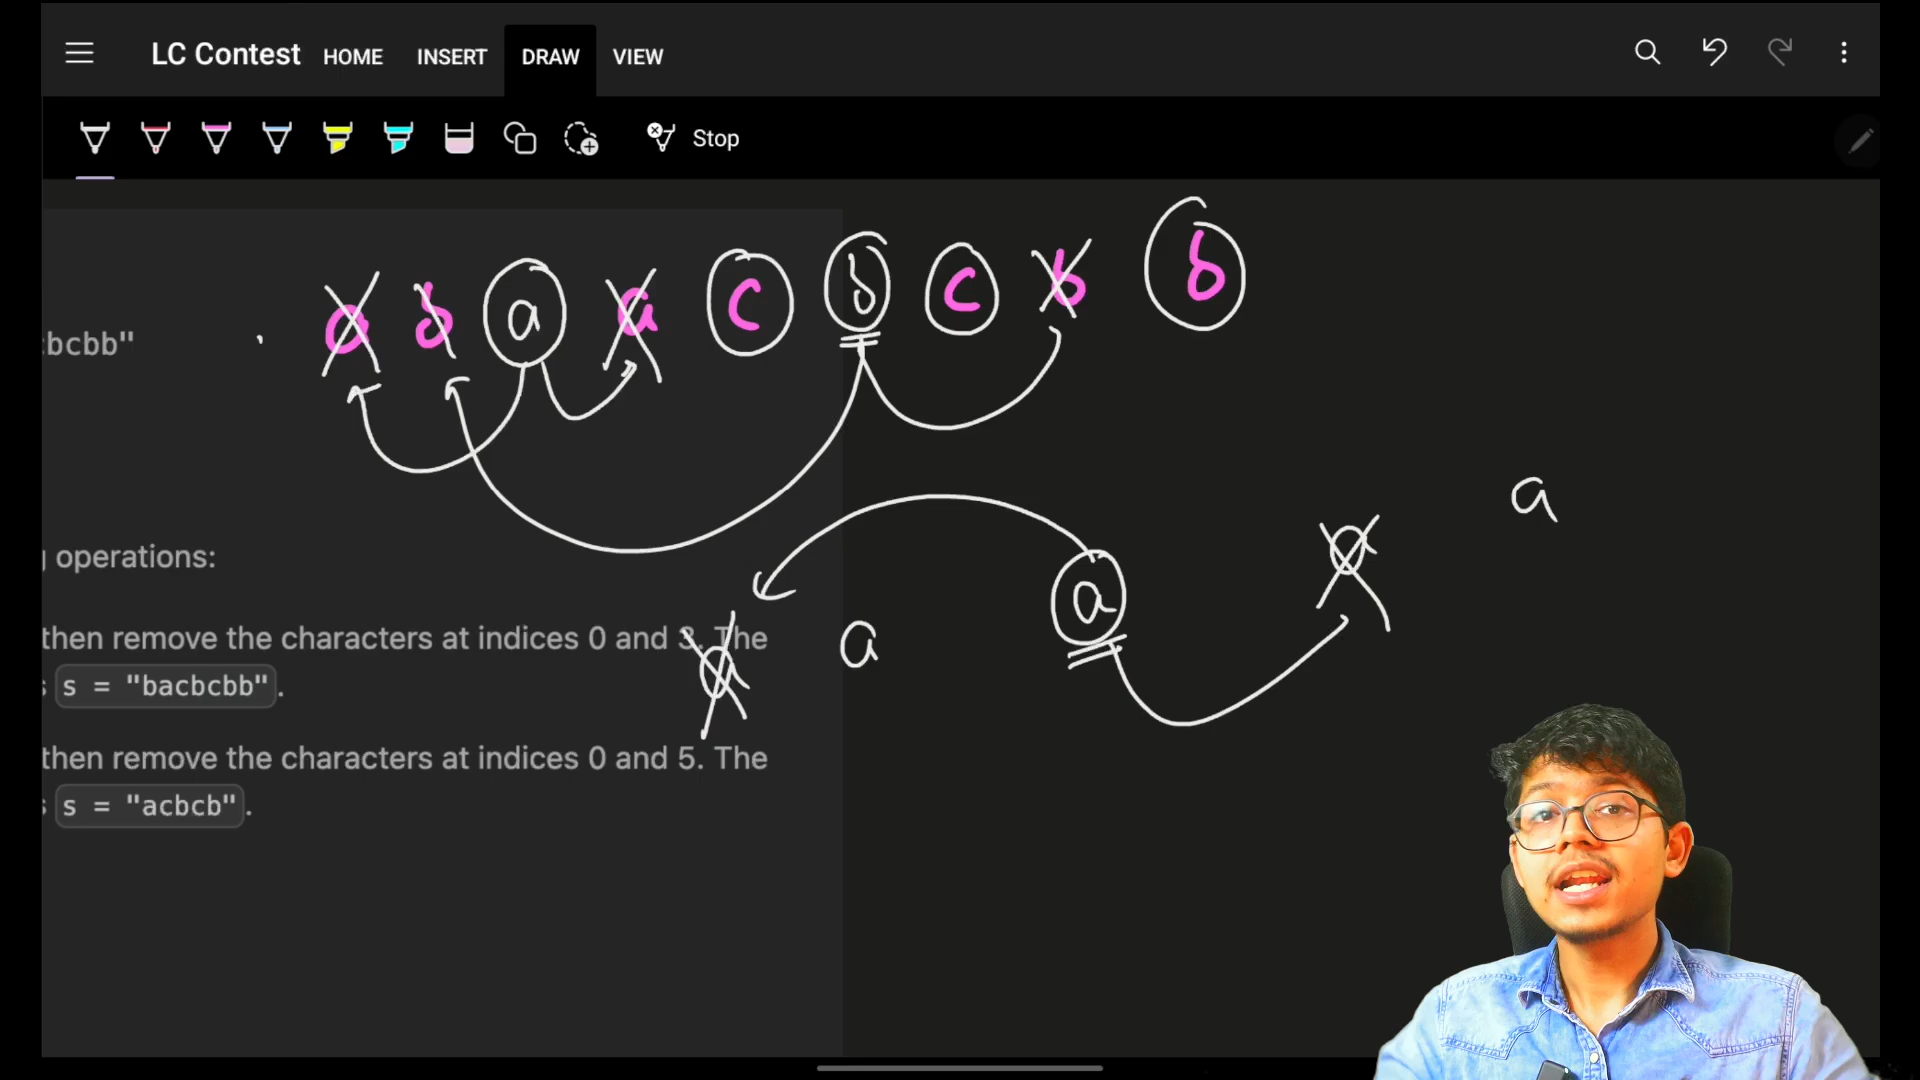 LC Contest HOME INSERT DRAW VIEW
Stop
a b a a c b c b b
bcbb"
a
operations:
then remove the characters at indices 0 and 3. The
a a a a
s = "bacbcbb".
then remove the characters at indices 0 and 5. The
s = "acbcb".